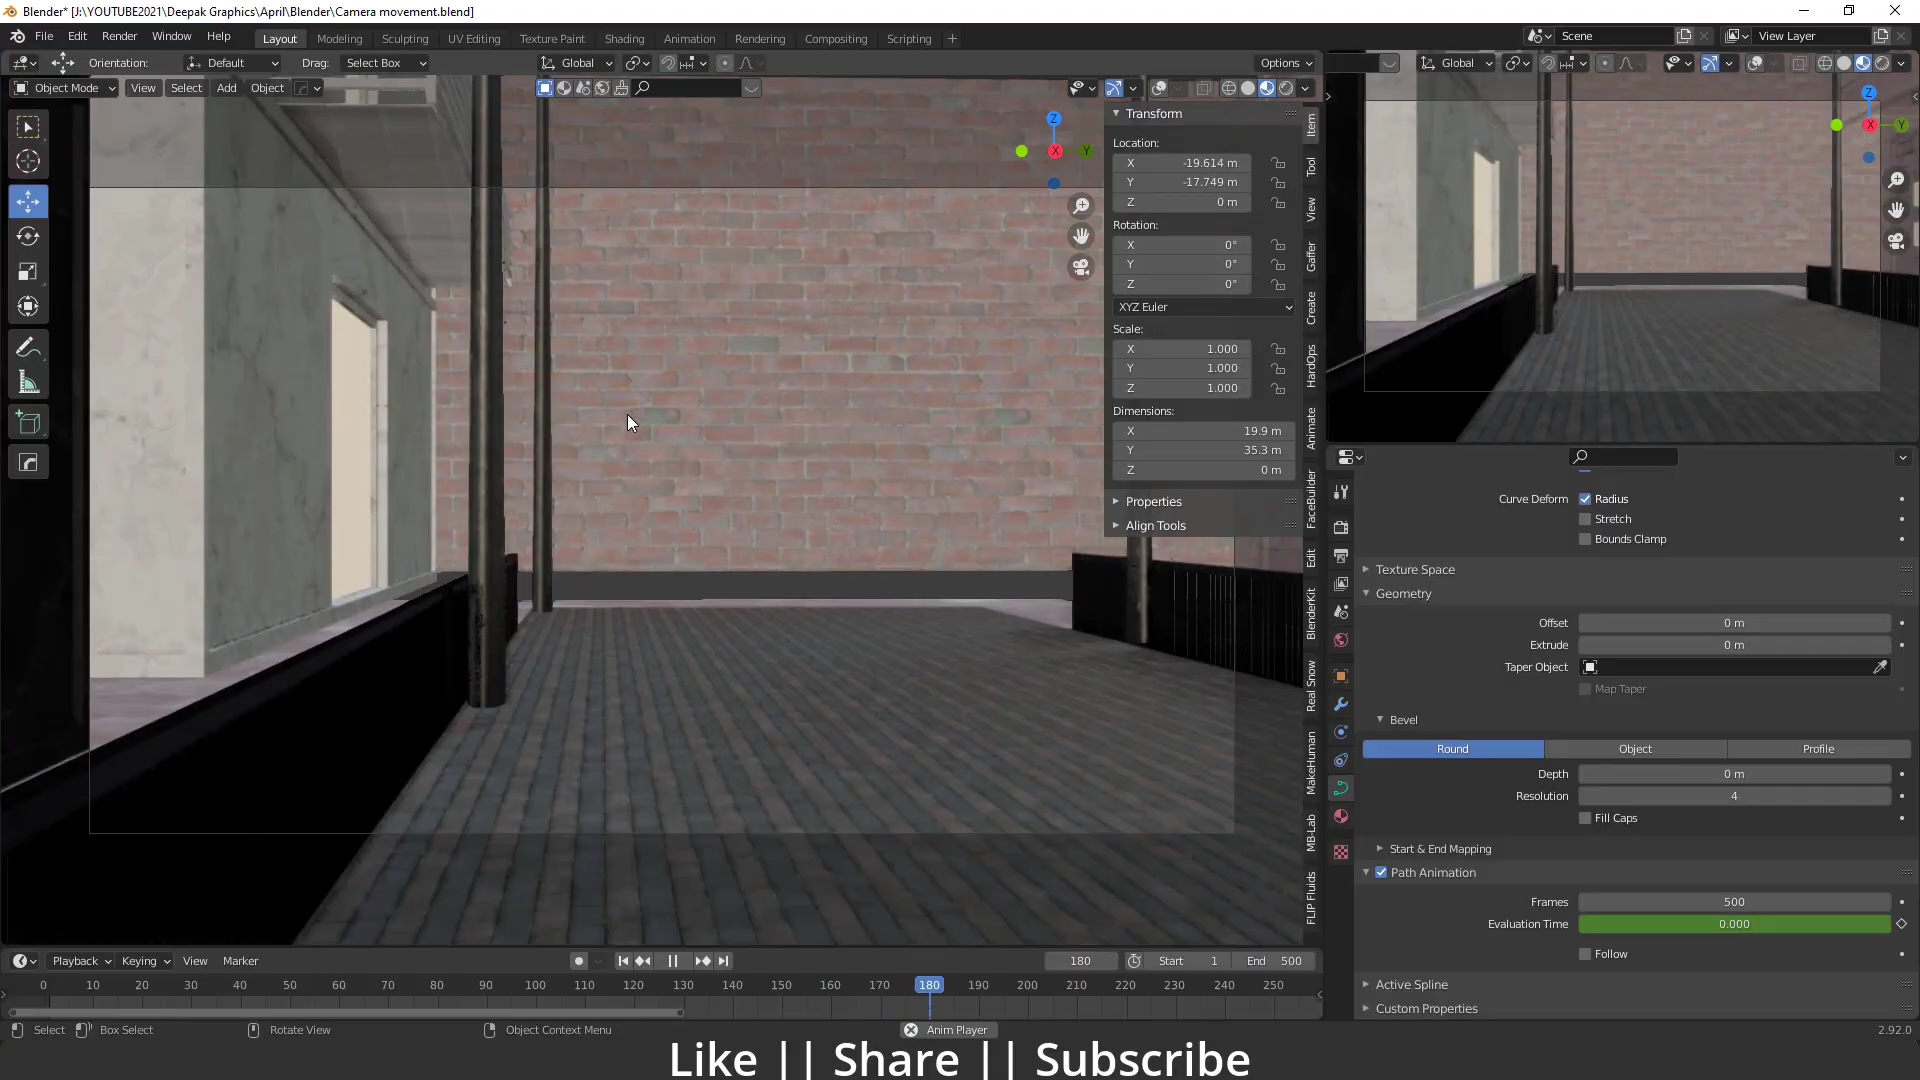 Blender* [J:\YOUTUBE2021\Deepak Graphics\April\Blender\Camera movement.blend]
File Edit Render Window Help Layout Modeling Sculpting UV Editing Texture Paint Shading Animation Rendering Compositing Scripting + Scene View Layer
Orientation: Default Drag: Select Box Global Options Global
Object Mode View Select Add Object
Z
X Y
Z
X Y
Transform
Location:
X -19.614 m
Y -17.749 m
Z 0 m
Rotation:
X 0°
Y 0°
Z 0°
XYZ Euler
Scale:
X 1.000
Y 1.000
Z 1.000
Dimensions:
X 19.9 m
Y 35.3 m
Z 0 m
Properties
Align Tools
Item
Tool
View
Gaffer
Create
HardOps
Animate
FaceBuilder
Edit
BlenderKit
Real Snow
MakeHuman
MB-Lab
FLIP Fluids
Curve Deform Radius
Stretch
Bounds Clamp
Texture Space
Geometry
Offset 0 m
Extrude 0 m
Taper Object
Map Taper
Bevel
Round Object Profile
Depth 0 m
Resolution 4
Fill Caps
Start & End Mapping
Path Animation
Frames 500
Evaluation Time 0.000
Follow
Active Spline
Custom Properties
Playback Keying View Marker 180 Start 1 End 500
0 10 20 30 40 50 60 70 80 90 100 110 120 130 140 150 160 170 180 190 200 210 220 230 240 250
Select Box Select Rotate View Object Context Menu Anim Player 2.92.0
Like || Share || Subscribe